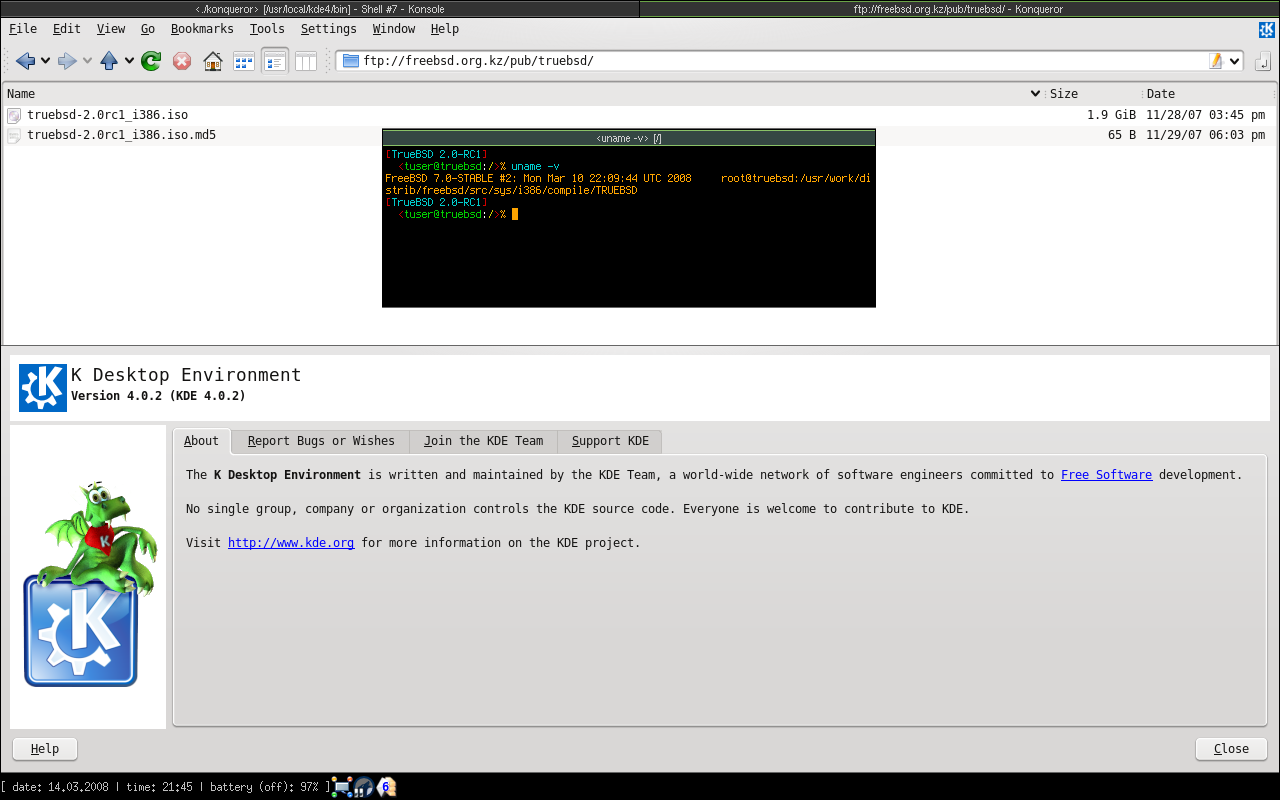 <./konqueror> [/usr/local/kde4/bin] - Shell #7 - Konsole
ftp://freebsd.org.kz/pub/truebsd/ - Konqueror
File Edit View Go Bookmarks Tools Settings Window Help
ftp://freebsd.org.kz/pub/truebsd/
Name Size Date
truebsd-2.0rc1_i386.iso 1.9 GiB 11/28/07 03:45 pm
truebsd-2.0rc1_i386.iso.md5 65 B 11/29/07 06:03 pm
<uname -v> [/]
[TrueBSD 2.0-RC1]
<tuser@truebsd:/>% uname -v
FreeBSD 7.0-STABLE #2: Mon Mar 10 22:09:44 UTC 2008 root@truebsd:/usr/work/di
strib/freebsd/src/sys/i386/compile/TRUEBSD
[TrueBSD 2.0-RC1]
<tuser@truebsd:/>%
K Desktop Environment
Version 4.0.2 (KDE 4.0.2)
About Report Bugs or Wishes Join the KDE Team Support KDE
The K Desktop Environment is written and maintained by the KDE Team, a world-wide network of software engineers committed to Free Software development.
No single group, company or organization controls the KDE source code. Everyone is welcome to contribute to KDE.
Visit http://www.kde.org for more information on the KDE project.
K
K
Help Close
[ date: 14.03.2008 | time: 21:45 | battery (off): 97% ] 6